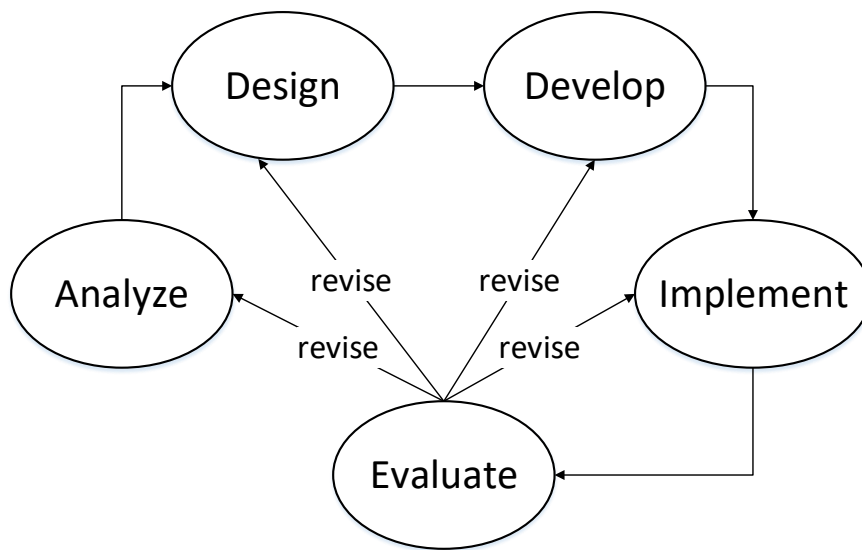 Design
Develop
Analyze
revise
revise
Implement
revise
revise
Evaluate